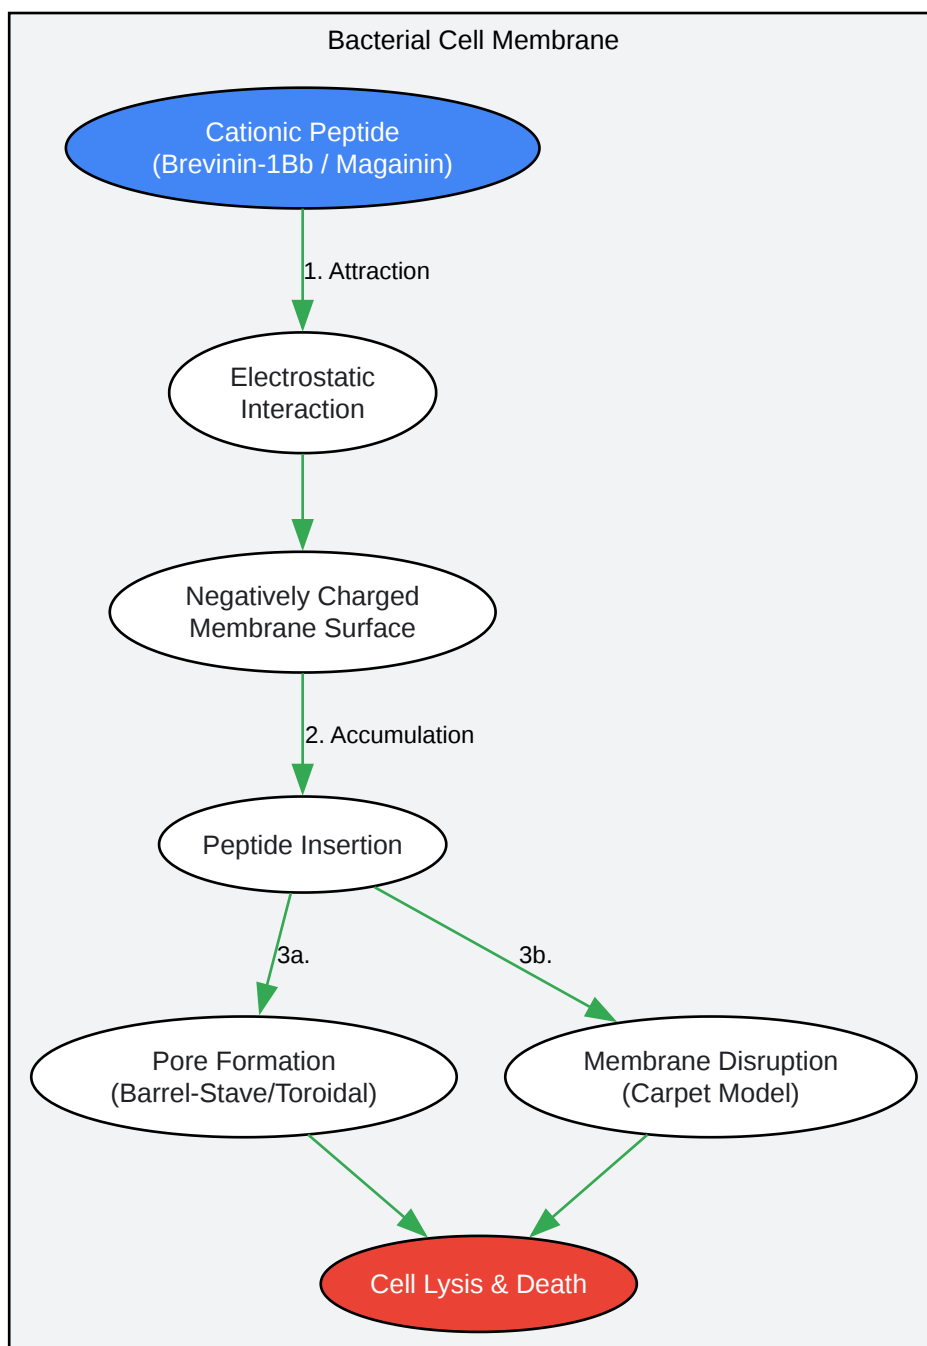 Bacterial Cell Membrane
Cationic Peptide
(Brevinin-1Bb / Magainin)
1. Attraction
Electrostatic
Interaction
Negatively Charged
Membrane Surface
2. Accumulation
Peptide Insertion
3a.
3b.
Pore Formation
(Barrel-Stave/Toroidal)
Membrane Disruption
(Carpet Model)
Cell Lysis & Death